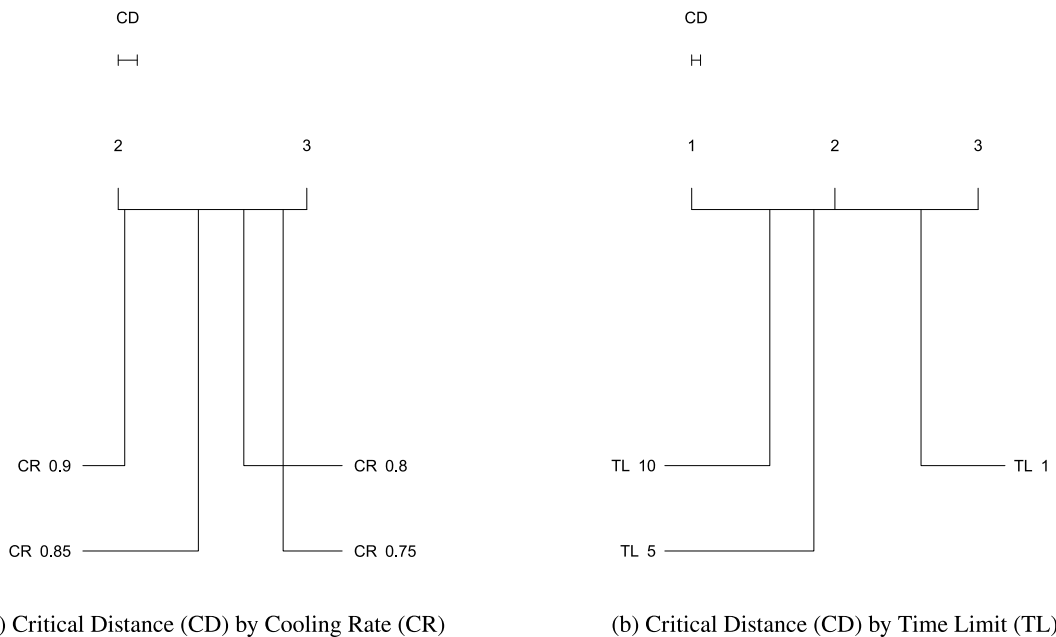 CD
CD
2 3
1 2 3
CR 0.9
CR 0.8
TL 10
TL 1
CR 0.85
CR 0.75
TL 5
) Critical Distance (CD) by Cooling Rate (CR)
(b) Critical Distance (CD) by Time Limit (TL)